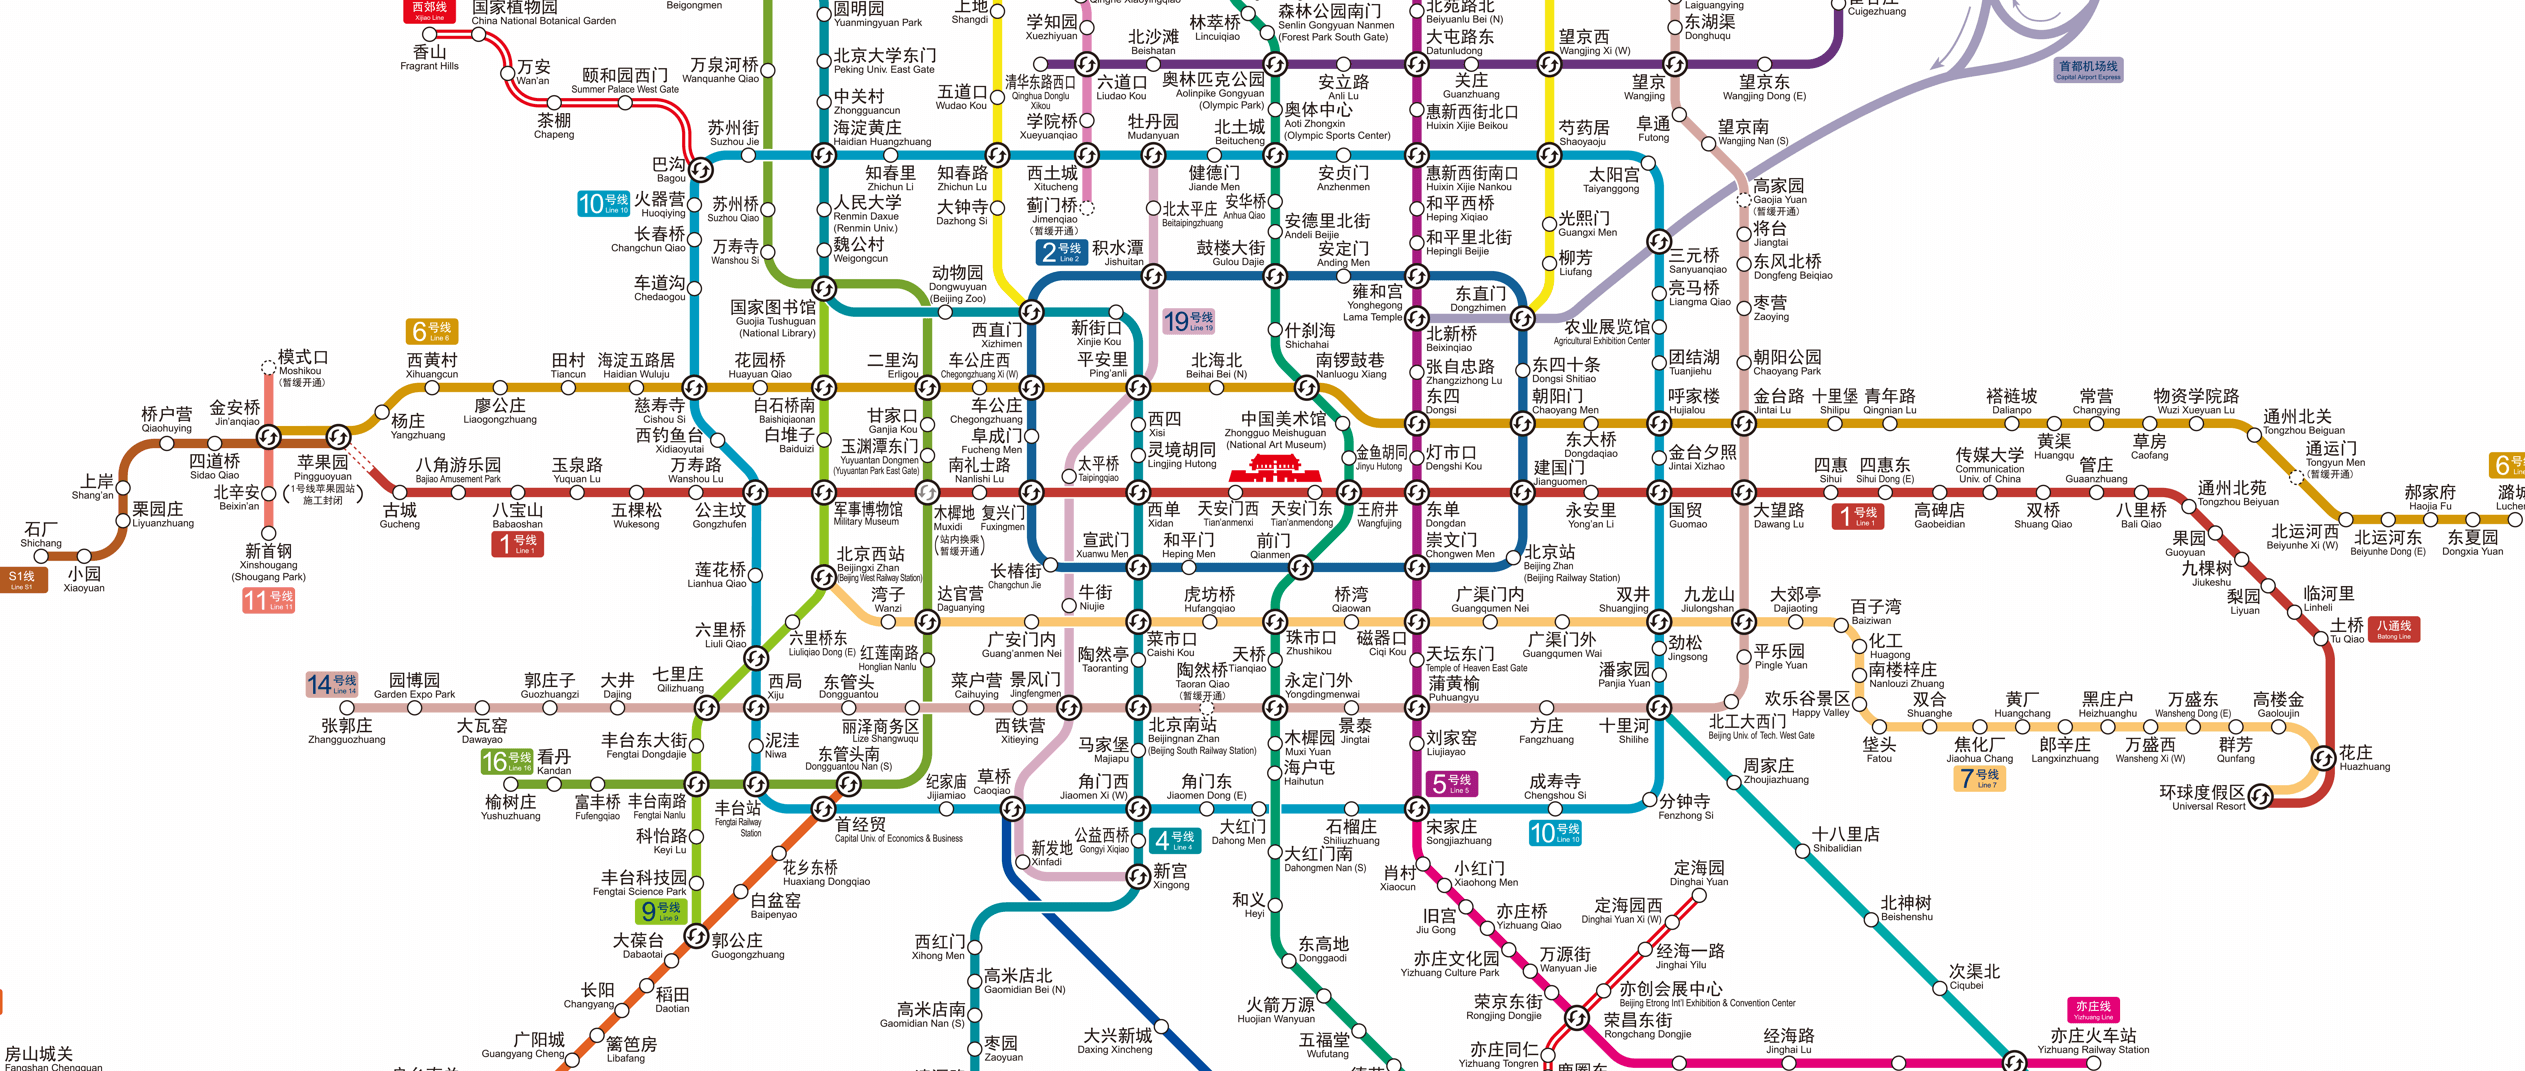 西郊线
Xijiao Line
国家植物园
China National Botanical Garden
香山
Fragrant Hills
万安
Wan'an
颐和园西门
Summer Palace West Gate
茶棚
Chapeng
Beigongmen
万泉河桥
Wanquanhe Qiao
圆明园
Yuanmingyuan Park
北京大学东门
Peking Univ. East Gate
中关村
Zhongguancun
海淀黄庄
Haidian Huangzhuang
苏州街
Suzhou Jie
巴沟
Bagou
10号线
Line 10
火器营
Huoqiying
长春桥
Changchun Qiao
车道沟
Chedaogou
苏州桥
Suzhou Qiao
万寿寺
Wanshou Si
人民大学
Renmin Daxue
(Renmin Univ.)
魏公村
Weigongcun
国家图书馆
Guojia Tushuguan
(National Library)
上地
Shangdi
五道口
Wudao Kou
知春里
Zhichun Li
知春路
Zhichun Lu
大钟寺
Dazhong Si
动物园
Dongwuyuan
(Beijing Zoo)
西直门
Xizhimen
学知园
Xuezhiyuan
清华东路西口
Qinghua Donglu
Xikou
六道口
Liudao Kou
学院桥
Xueyuanqiao
西土城
Xitucheng
蓟门桥
Jimenqiao
(暂缓开通)
北沙滩
Beishatan
林萃桥
Lincuiqiao
森林公园南门
Senlin Gongyuan Nanmen
(Forest Park South Gate)
奥林匹克公园
Aolinpike Gongyuan
(Olympic Park)
奥体中心
Aoti Zhongxin
(Olympic Sports Center)
牡丹园
Mudanyuan
北土城
Beitucheng
健德门
Jiande Men
安贞门
Anzhenmen
北太平庄
Beitaipingzhuang
安华桥
Anhua Qiao
安德里北街
Andeli Beijie
2号线
Line 2
积水潭
Jishuitan
鼓楼大街
Gulou Dajie
安定门
Anding Men
19号线
Line 19
新街口
Xinjie Kou
平安里
Ping'anli
什刹海
Shichahai
北苑路北
Beiyuanlu Bei (N)
大屯路东
Datunludong
安立路
Anli Lu
关庄
Guanzhuang
惠新西街北口
Huixin Xijie Beikou
惠新西街南口
Huixin Xijie Nankou
和平西桥
Heping Xiqiao
和平里北街
Hepingli Beijie
雍和宫
Yonghegong
Lama Temple
北新桥
Beixinqiao
张自忠路
Zhangzizhong Lu
望京西
Wangjing Xi (W)
芍药居
Shaoyaoju
光熙门
Guangxi Men
柳芳
Liufang
东直门
Dongzhimen
Laiguangying
东湖渠
Donghuqu
望京
Wangjing
望京东
Wangjing Dong (E)
Cuigezhuang
阜通
Futong
望京南
Wangjing Nan (S)
太阳宫
Taiyanggong
高家园
Gaojia Yuan
(暂缓开通)
将台
Jiangtai
三元桥
Sanyuanqiao
东风北桥
Dongfeng Beiqiao
亮马桥
Liangma Qiao
枣营
Zaoying
农业展览馆
Agricultural Exhibition Center
团结湖
Tuanjiehu
朝阳公园
Chaoyang Park
首都机场线
Capital Airport Express
6号线
Line 6
模式口
Moshikou
(暂缓开通)
西黄村
Xihuangcun
田村
Tiancun
海淀五路居
Haidian Wuluju
花园桥
Huayuan Qiao
二里沟
Erligou
车公庄西
Chegongzhuang Xi (W)
车公庄
Chegongzhuang
北海北
Beihai Bei (N)
南锣鼓巷
Nanluogu Xiang
东四十条
Dongsi Shitiao
桥户营
Qiaohuying
金安桥
Jin'anqiao
杨庄
Yangzhuang
廖公庄
Liaogongzhuang
慈寿寺
Cishou Si
白石桥南
Baishiqiaonan
西钓鱼台
Xidiaoyutai
白堆子
Baiduizi
甘家口
Ganjia Kou
玉渊潭东门
Yuyuantan Dongmen
(Yuyuantan Park East Gate)
阜成门
Fucheng Men
南礼士路
Nanlishi Lu
西四
Xisi
灵境胡同
Lingjing Hutong
太平桥
Taipingqiao
中国美术馆
Zhongguo Meishuguan
(National Art Museum)
金鱼胡同
Jinyu Hutong
东四
Dongsi
灯市口
Dengshi Kou
朝阳门
Chaoyang Men
东大桥
Dongdaqiao
建国门
Jianguomen
呼家楼
Hujialou
金台夕照
Jintai Xizhao
金台路
Jintai Lu
十里堡
Shilipu
青年路
Qingnian Lu
褡裢坡
Dalianpo
常营
Changying
黄渠
Huangqu
草房
Caofang
物资学院路
Wuzi Xueyuan Lu
通州北关
Tongzhou Beiguan
通运门
Tongyun Men
(暂缓开通)
北运河西
Beiyunhe Xi (W)
北运河东
Beiyunhe Dong (E)
郝家府
Haojia Fu
东夏园
Dongxia Yuan
四道桥
Sidao Qiao
上岸
Shang'an
栗园庄
Liyuanzhuang
石厂
Shichang
小园
Xiaoyuan
S1线
Line S1
北辛安
Beixin'an
新首钢
Xinshougang
(Shougang Park)
11号线
Line 11
苹果园
Pingguoyuan
(1号线苹果园站
施工封闭)
古城
Gucheng
八角游乐园
Bajiao Amusement Park
八宝山
Babaoshan
1号线
Line 1
玉泉路
Yuquan Lu
五棵松
Wukesong
万寿路
Wanshou Lu
公主坟
Gongzhufen
军事博物馆
Military Museum
木樨地
Muxidi
(站内换乘
暂缓开通)
复兴门
Fuxingmen
西单
Xidan
天安门西
Tian'anmenxi
天安门东
Tian'anmendong
王府井
Wangfujing
东单
Dongdan
永安里
Yong'an Li
国贸
Guomao
大望路
Dawang Lu
四惠
Sihui
四惠东
Sihui Dong (E)
1号线
Line 1
高碑店
Gaobeidian
传媒大学
Communication
Univ. of China
双桥
Shuang Qiao
管庄
Guaanzhuang
八里桥
Bali Qiao
通州北苑
Tongzhou Beiyuan
果园
Guoyuan
九棵树
Jiukeshu
梨园
Liyuan
临河里
Linheli
土桥
Tu Qiao
八通线
Batong Line
北京西站
Beijingxi Zhan
(Beijing West Railway Station)
莲花桥
Lianhua Qiao
六里桥
Liuli Qiao
六里桥东
Liuliqiao Dong (E)
湾子
Wanzi
达官营
Daguanying
红莲南路
Honglian Nanlu
长椿街
Changchun Jie
宣武门
Xuanwu Men
和平门
Heping Men
前门
Qianmen
崇文门
Chongwen Men
北京站
Beijing Zhan
(Beijing Railway Station)
广安门内
Guang'anmen Nei
牛街
Niujie
菜市口
Caishi Kou
虎坊桥
Hufangqiao
珠市口
Zhushikou
桥湾
Qiaowan
磁器口
Ciqi Kou
广渠门内
Guangqumen Nei
广渠门外
Guangqumen Wai
双井
Shuangjing
九龙山
Jiulongshan
大郊亭
Dajiaoting
百子湾
Baiziwan
化工
Huagong
南楼梓庄
Nanlouzi Zhuang
欢乐谷景区
Happy Valley
垡头
Fatou
双合
Shuanghe
焦化厂
Jiaohua Chang
7号线
Line 7
黄厂
Huangchang
郎辛庄
Langxinzhuang
黑庄户
Heizhuanghu
万盛西
Wansheng Xi (W)
万盛东
Wansheng Dong (E)
群芳
Qunfang
高楼金
Gaoloujin
花庄
Huazhuang
环球度假区
Universal Resort
14号线
Line 14
张郭庄
Zhangguozhuang
园博园
Garden Expo Park
大瓦窑
Dawayao
郭庄子
Guozhuangzi
大井
Dajing
七里庄
Qilizhuang
西局
Xiju
东管头
Dongguantou
丽泽商务区
Lize Shangwuqu
菜户营
Caihuying
西铁营
Xitieying
景风门
Jingfengmen
陶然亭
Taoranting
北京南站
Beijingnan Zhan
(Beijing South Railway Station)
陶然桥
Taoran Qiao
(暂缓开通)
天桥
Tianqiao
永定门外
Yongdingmenwai
景泰
Jingtai
天坛东门
Temple of Heaven East Gate
蒲黄榆
Puhuangyu
方庄
Fangzhuang
劲松
Jingsong
潘家园
Panjia Yuan
十里河
Shilihe
平乐园
Pingle Yuan
北工大西门
Beijing Univ. of Tech. West Gate
丰台东大街
Fengtai Dongdajie
泥洼
Niwa
东管头南
Dongguantou Nan (S)
16号线
Line 16
看丹
Kandan
榆树庄
Yushuzhuang
富丰桥
Fufengqiao
丰台南路
Fengtai Nanlu
丰台站
Fengtai Railway
Station
首经贸
Capital Univ. of Economics & Business
纪家庙
Jijiamiao
草桥
Caoqiao
马家堡
Majiapu
角门西
Jiaomen Xi (W)
角门东
Jiaomen Dong (E)
木樨园
Muxi Yuan
海户屯
Haihutun
大红门
Dahong Men
石榴庄
Shiliuzhuang
刘家窑
Liujiayao
5号线
Line 5
宋家庄
Songjiazhuang
成寿寺
Chengshou Si
10号线
Line 10
分钟寺
Fenzhong Si
周家庄
Zhoujiazhuang
十八里店
Shibalidian
北神树
Beishenshu
次渠北
Ciqubei
科怡路
Keyi Lu
丰台科技园
Fengtai Science Park
9号线
Line 9
郭公庄
Guogongzhuang
花乡东桥
Huaxiang Dongqiao
白盆窑
Baipenyao
大葆台
Dabaotai
稻田
Daotian
长阳
Changyang
篱笆房
Libafang
广阳城
Guangyang Cheng
房山城关
Fangshan Chengguan
新发地
Xinfadi
公益西桥
Gongyi Xiqiao
4号线
Line 4
新宫
Xingong
西红门
Xihong Men
高米店北
Gaomidian Bei (N)
高米店南
Gaomidian Nan (S)
枣园
Zaoyuan
大兴新城
Daxing Xincheng
大红门南
Dahongmen Nan (S)
和义
Heyi
东高地
Donggaodi
火箭万源
Huojian Wanyuan
五福堂
Wufutang
肖村
Xiaocun
小红门
Xiaohong Men
旧宫
Jiu Gong
亦庄桥
Yizhuang Qiao
亦庄文化园
Yizhuang Culture Park
万源街
Wanyuan Jie
荣京东街
Rongjing Dongjie
荣昌东街
Rongchang Dongjie
亦庄同仁
Yizhuang Tongren
定海园
Dinghai Yuan
定海园西
Dinghai Yuan Xi (W)
经海一路
Jinghai Yilu
亦创会展中心
Beijing Etrong Int'l Exhibition & Convention Center
经海路
Jinghai Lu
亦庄线
Yizhuang Line
亦庄火车站
Yizhuang Railway Station